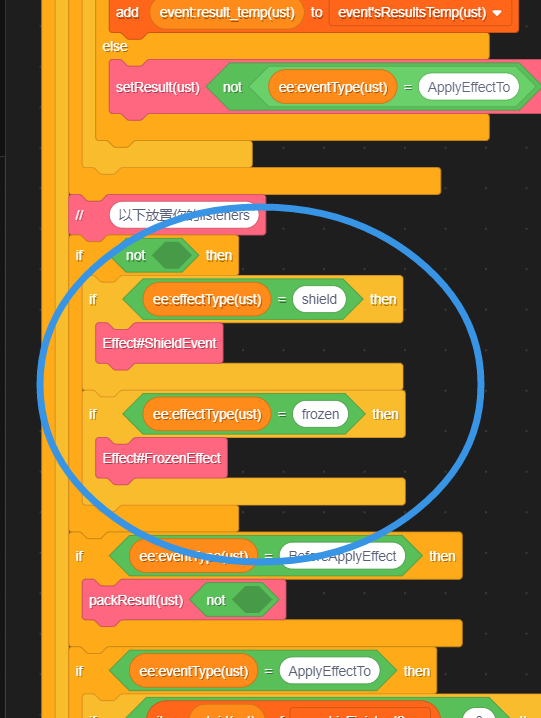 add event:result_temp(ust) to event'sResultsTemp(ust)
else
setResult(ust) not ee:eventType(ust) = ApplyEffectTo
// 以下放置你的listeners
if not then
if ee:effectType(ust) = shield then
Effect#ShieldEvent
if ee:effectType(ust) = frozen then
Effect#FrozenEffect
if ee:eventType(ust) = BeforeApplyEffect then
packResult(ust) not
if ee:eventType(ust) = ApplyEffectTo then
if